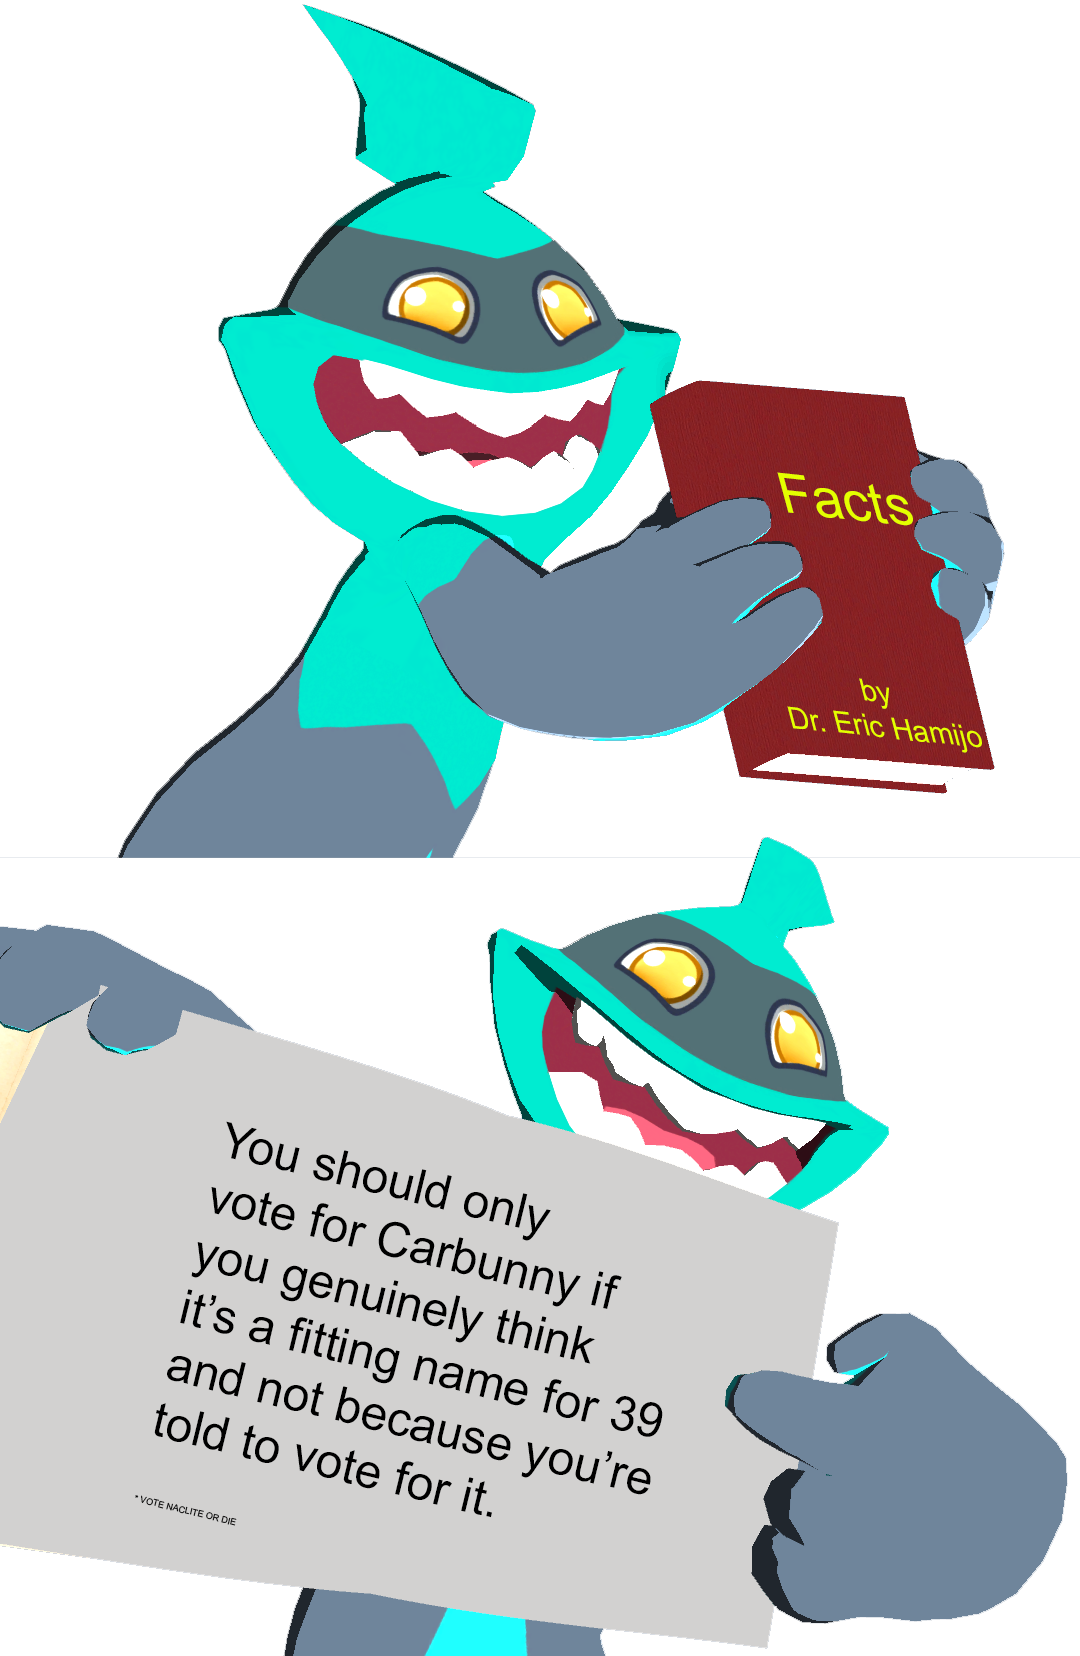 Facts
by
Dr. Eric Hamijo
You should only
vote for Carbunny if
you genuinely think
it’s a fitting name for 39
and not because you’re
told to vote for it.
* VOTE NACLITE OR DIE